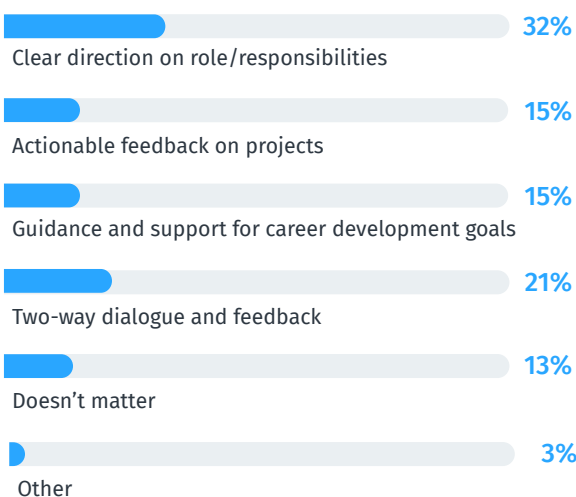 32%
Clear direction on role/responsibilities
15%
Actionable feedback on projects
15%
Guidance and support for career development goals
21%
Two-way dialogue and feedback
13%
Doesn’t matter
3%
Other